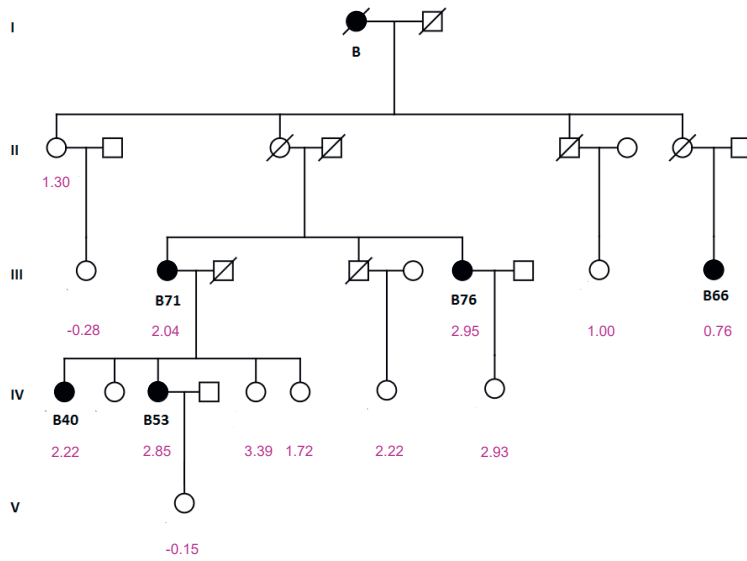 I
B
II
1.30
III
B71 B76 B66
-0.28 2.04 2.95 1.00 0.76
IV
B40 B53
2.22 2.85 3.39 1.72 2.22 2.93
V
-0.15